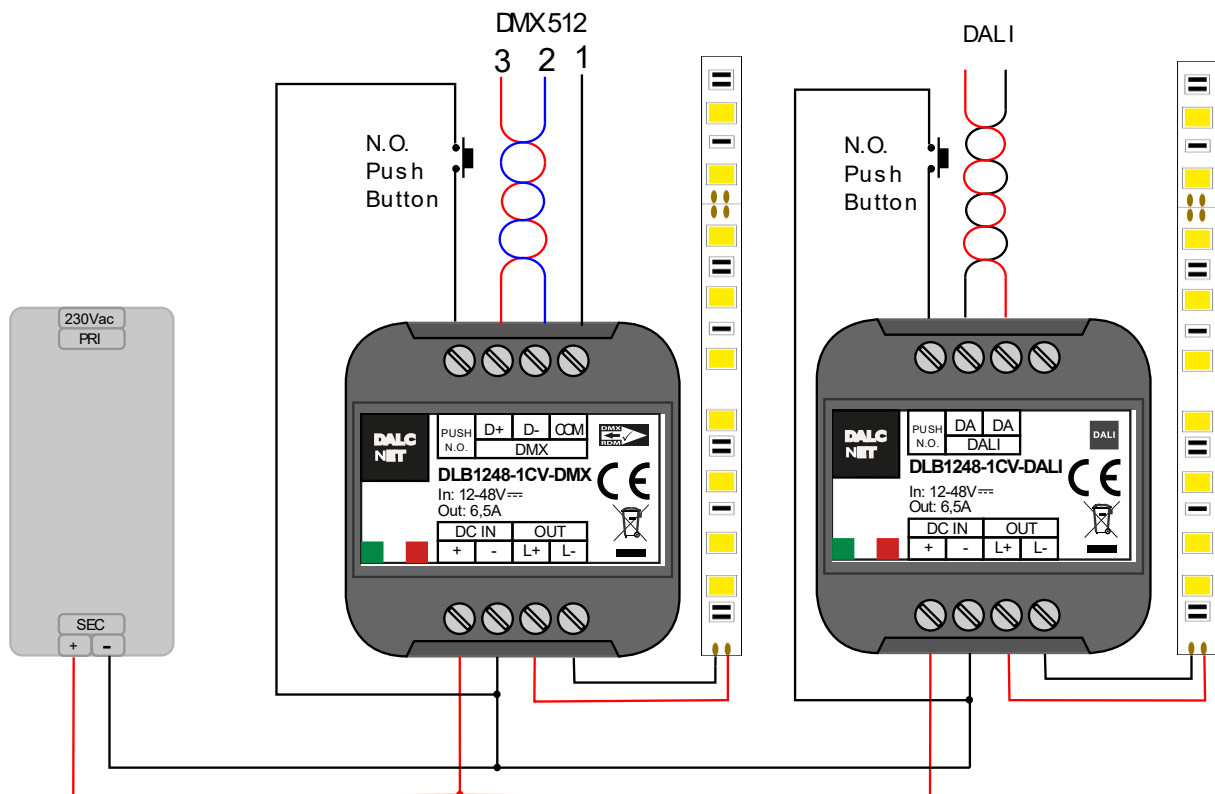 DMX512
3 2 1
N.O.
Push
Button
DALI
N.O.
Push
Button
230Vac
PRI
SEC
+ -
DALC
NET
PUSH
N.O.
D+ D- COM
DMX
DMX
RDM
DLB1248-1CV-DMX
CE
In: 12-48V
Out: 6,5A
DC IN OUT
+ - L+ L-
DALC
NET
PUSH
N.O.
DA DA
DALI
DALI
DLB1248-1CV-DALI
CE
In: 12-48V
Out: 6,5A
DC IN OUT
+ - L+ L-